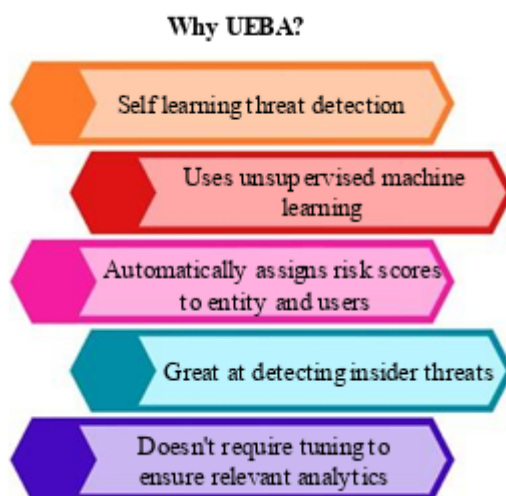 Why UEBA?
Self learning threat detection
Uses unsupervised machine
learning
Automatically assigns risk scores
to entity and users
Great at detecting insider threats
Doesn't require tuning to
ensure relevant analytics